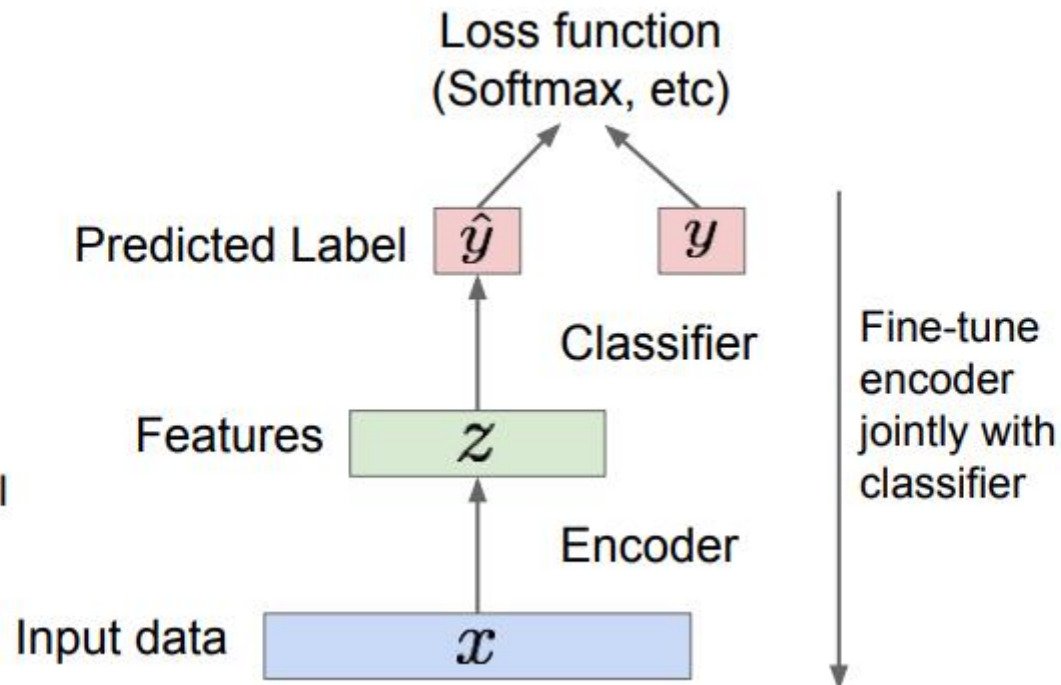 Loss function
(Softmax, etc)
Predicted Label
ŷ
y
Classifier
Fine-tune
encoder
jointly with
classifier
Features
z
l
Encoder
Input data
x